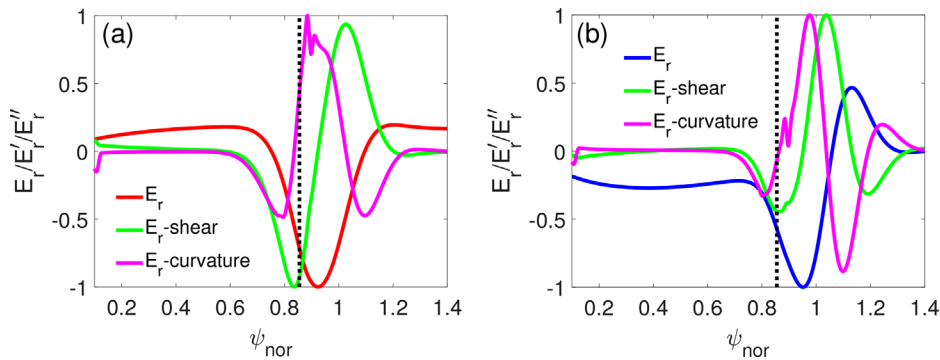 (a)
E_r/E_r'/E_r''
1
0.5
0
-0.5
-1
E_r
E_r-shear
E_r-curvature
0.2 0.4 0.6 0.8 1 1.2 1.4
ψ_nor
(b)
E_r/E_r'/E_r''
1
0.5
0
-0.5
-1
E_r
E_r-shear
E_r-curvature
0.2 0.4 0.6 0.8 1 1.2 1.4
ψ_nor